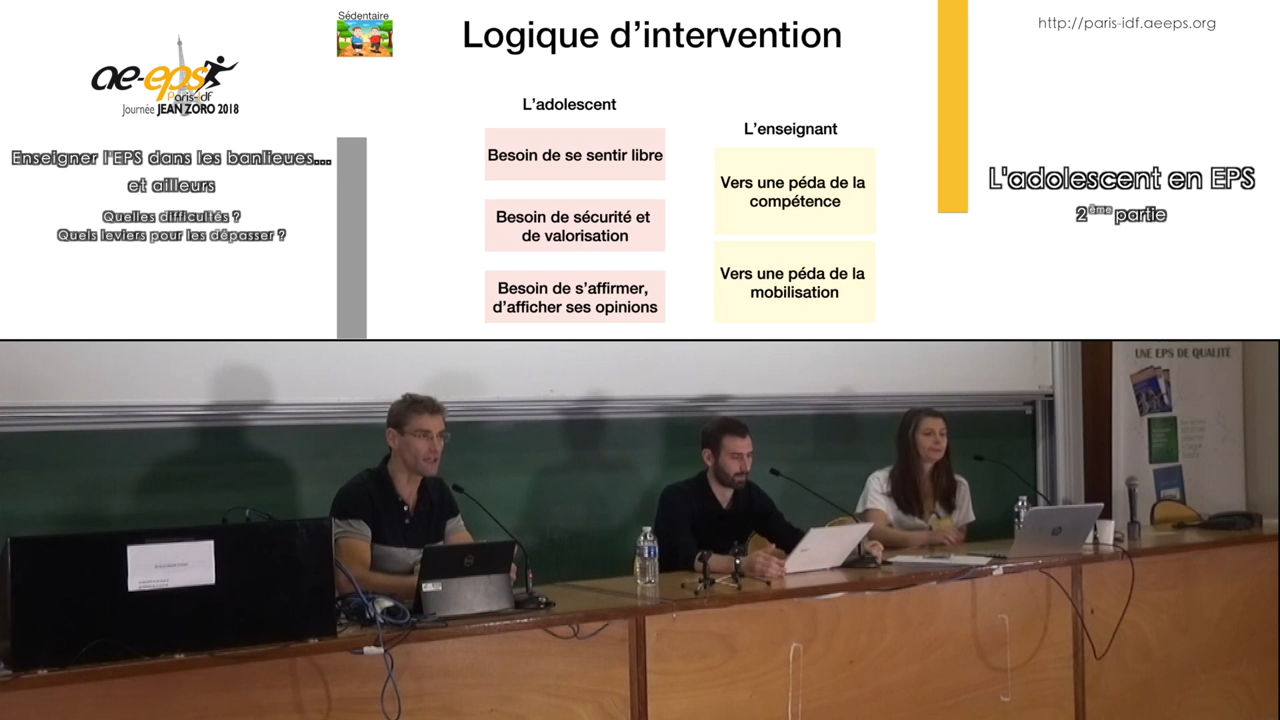 Sédentaire
Logique d'intervention
http://paris-idf.aeeps.org
ae-eps
Paris-Idf
Journée JEAN ZORO 2018
Enseigner l'EPS dans les banlieues...
et ailleurs
Quelles difficultés ?
Quels leviers pour les dépasser ?
L'adolescent
Besoin de se sentir libre
Besoin de sécurité et
de valorisation
Besoin de s'affirmer,
d'afficher ses opinions
L'enseignant
Vers une péda de la
compétence
Vers une péda de la
mobilisation
L'adolescent en EPS
2ème partie
UNE EPS DE QUALITÉ